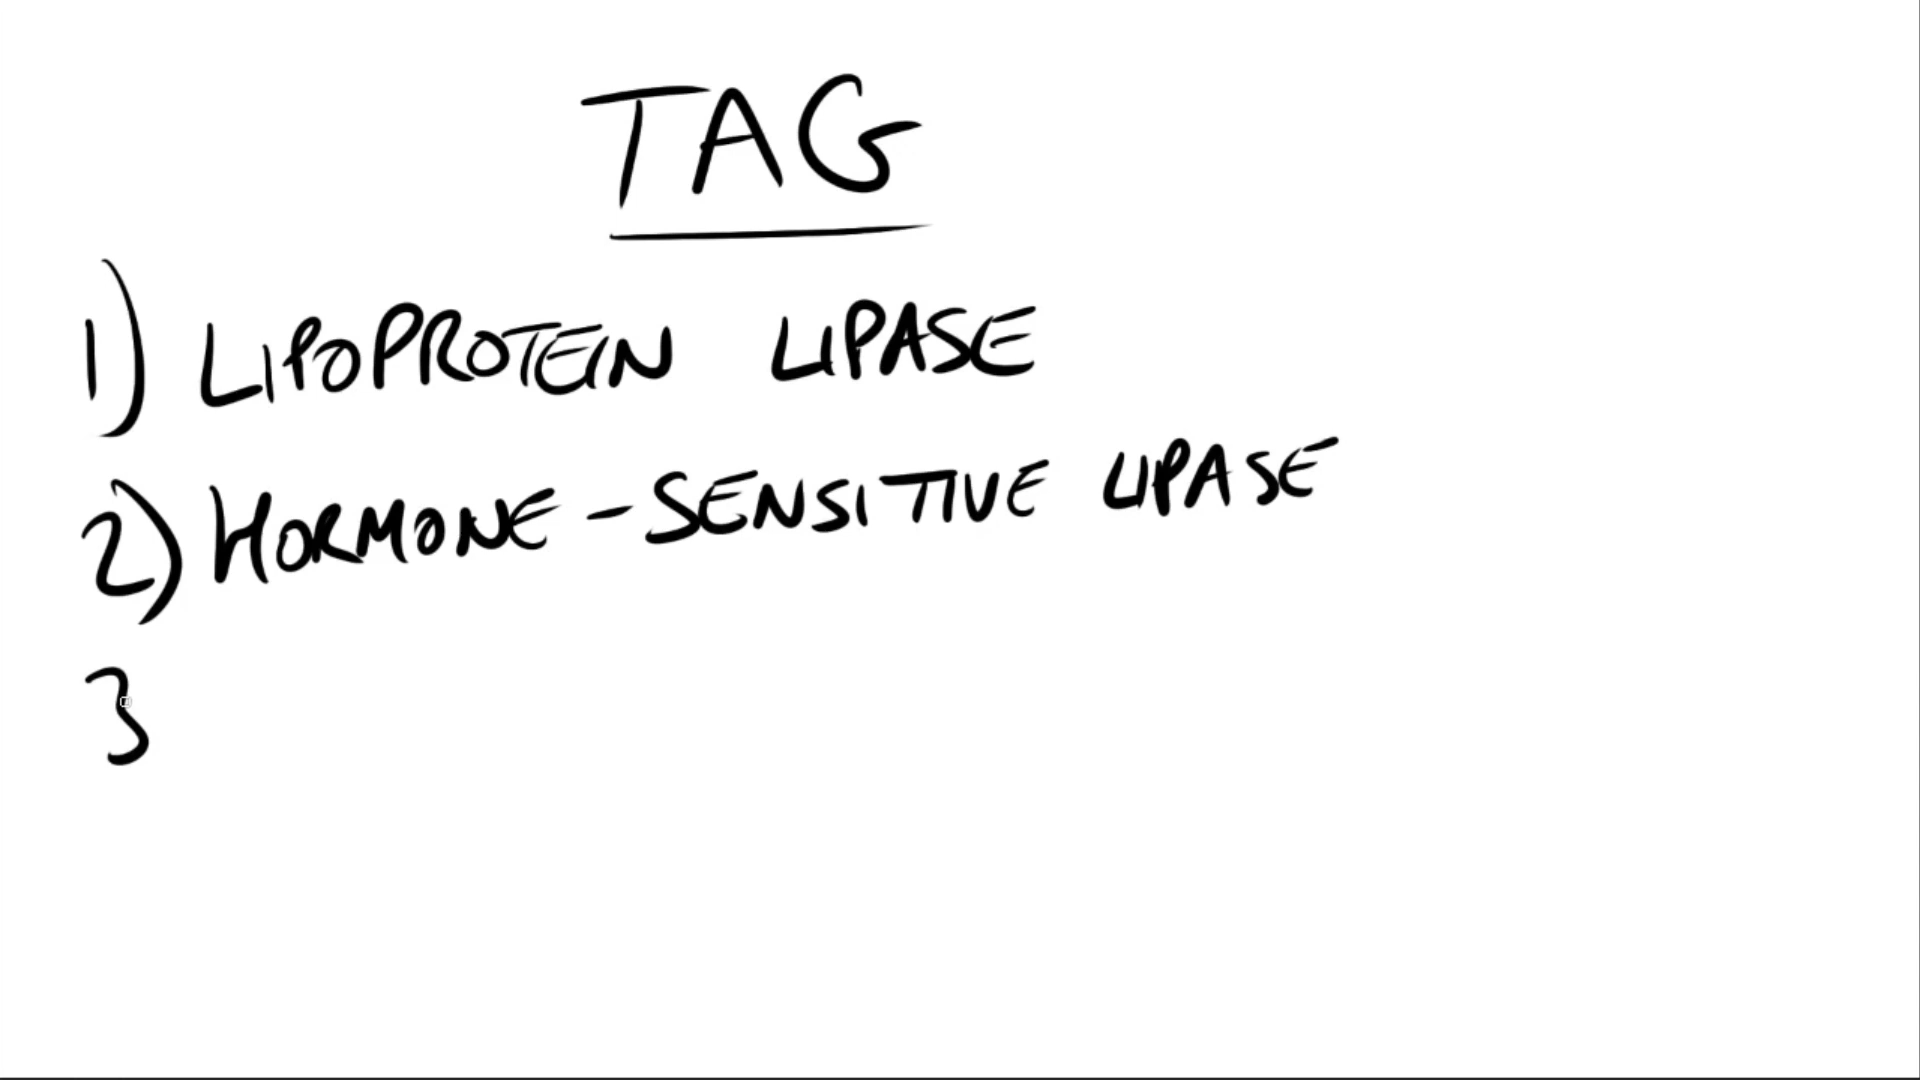 TAG
1) LIPOPROTEIN LIPASE
2) HORMONE-SENSITIVE LIPASE
3